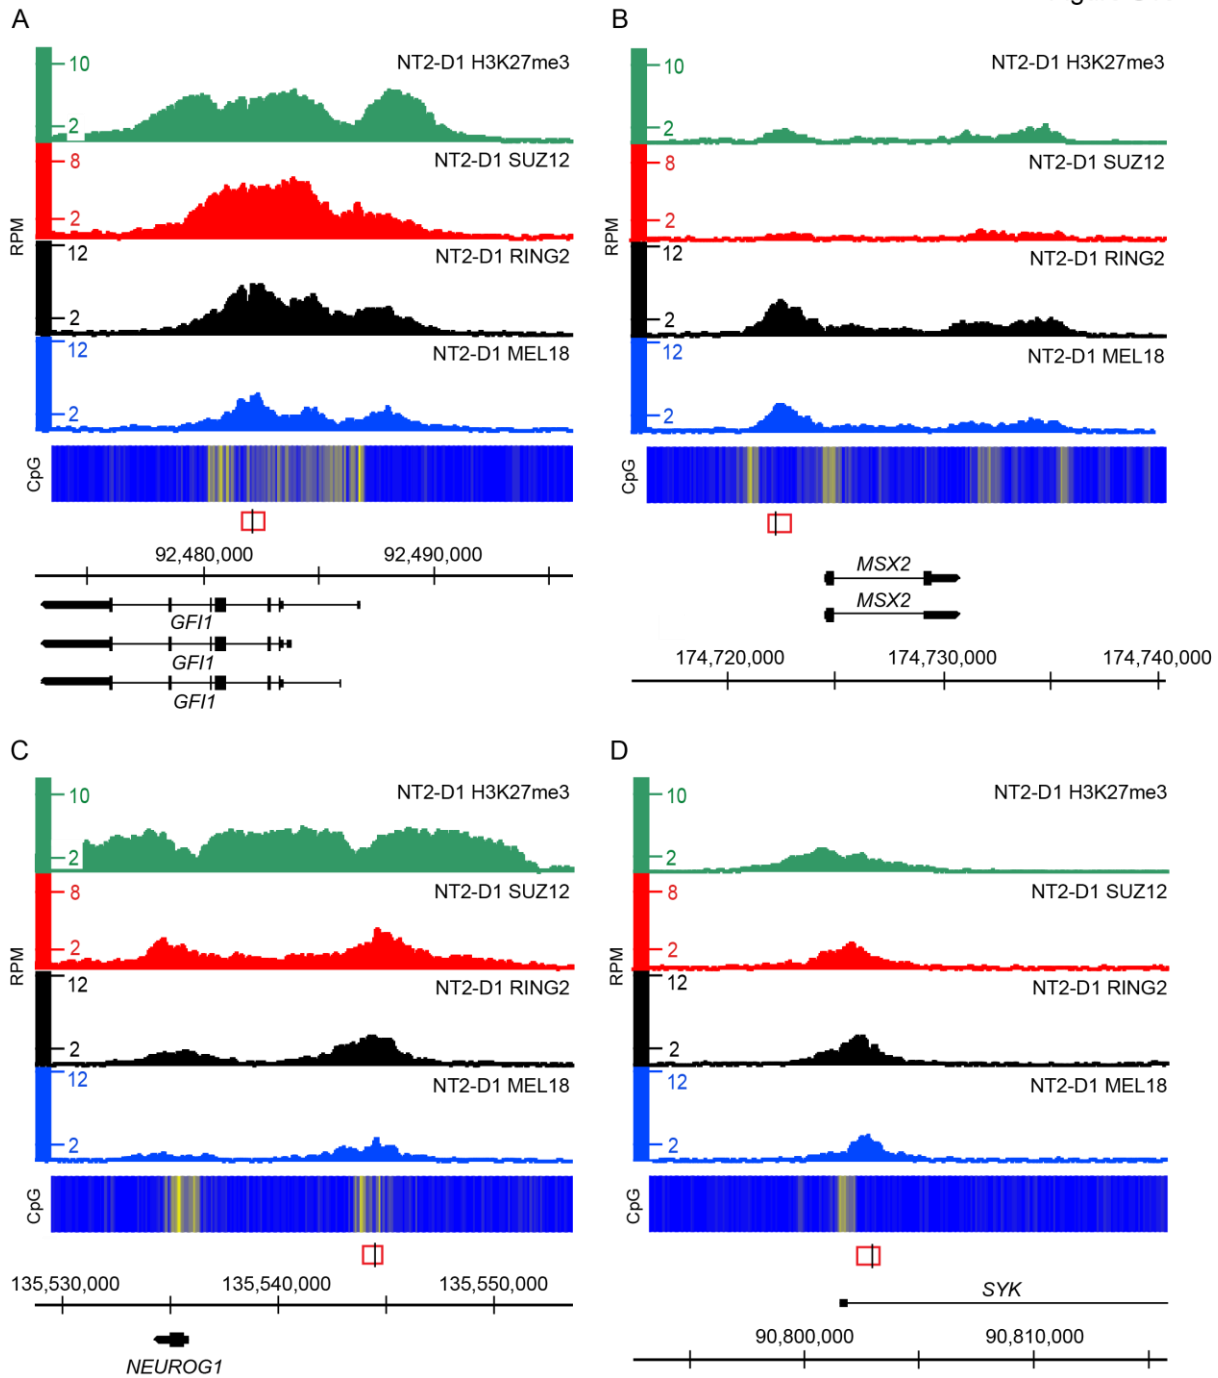 A
NT2-D1 H3K27me3
10
2
NT2-D1 SUZ12
8
2
RPM
NT2-D1 RING2
12
2
NT2-D1 MEL18
12
2
CpG
92,480,000 92,490,000
GFI1
GFI1
GFI1
B
NT2-D1 H3K27me3
10
2
NT2-D1 SUZ12
8
2
RPM
NT2-D1 RING2
12
2
NT2-D1 MEL18
12
2
CpG
MSX2
MSX2
174,720,000 174,730,000 174,740,000
C
NT2-D1 H3K27me3
10
2
NT2-D1 SUZ12
8
2
RPM
NT2-D1 RING2
12
2
NT2-D1 MEL18
12
2
CpG
135,530,000 135,540,000 135,550,000
NEUROG1
D
NT2-D1 H3K27me3
10
2
NT2-D1 SUZ12
8
2
RPM
NT2-D1 RING2
12
2
NT2-D1 MEL18
12
2
CpG
SYK
90,800,000 90,810,000